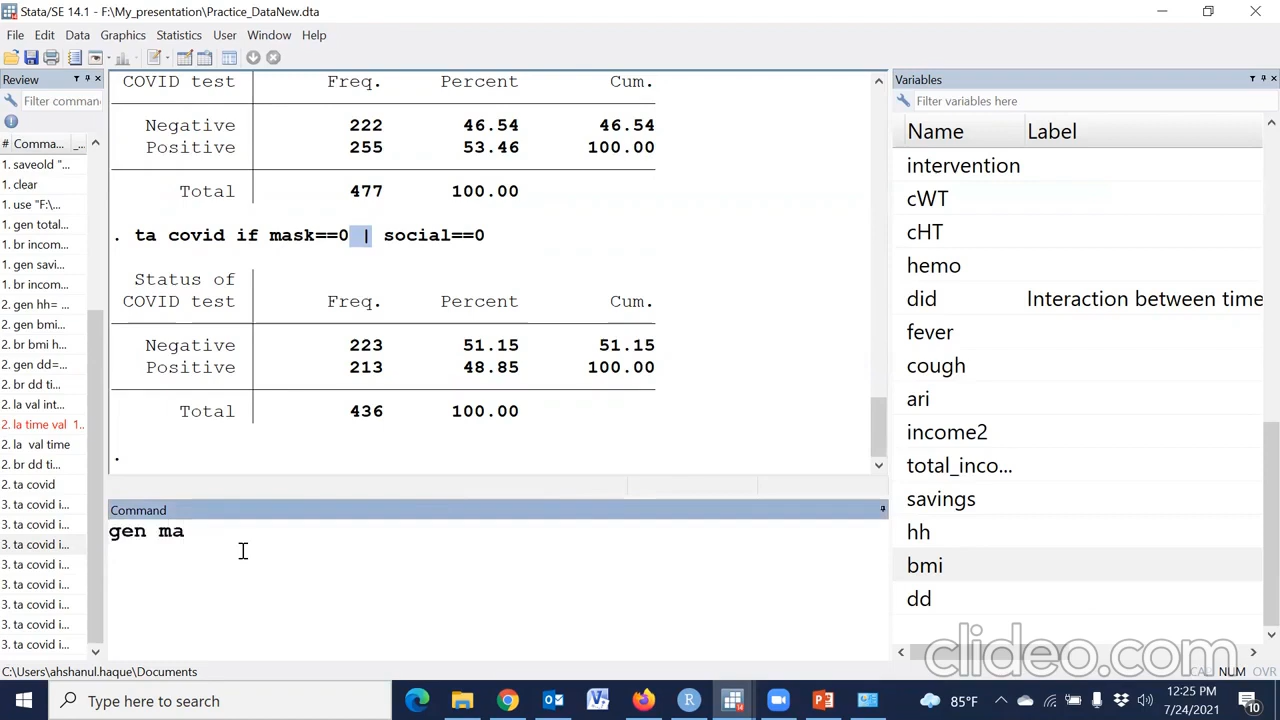 Stata/SE 14.1 - F:\My_presentation\Practice_DataNew.dta
File Edit Data Graphics Statistics User Window Help
Review
Filter commands here
# Comma... _...
1. saveold "...
1. clear
1. use "F:\...
1. gen total...
1. br incom...
1. gen savi...
1. br incom...
2. gen hh= ...
2. gen bmi...
2. br bmi h...
2. gen dd=...
2. br dd ti...
2. la val int...
2. la time val 1...
2. la val time
2. br dd ti...
2. ta covid
3. ta covid i...
3. ta covid i...
3. ta covid i...
3. ta covid i...
3. ta covid i...
3. ta covid i...
3. ta covid i...
3. ta covid i...
COVID test Freq. Percent Cum.
Negative 222 46.54 46.54
Positive 255 53.46 100.00
Total 477 100.00
. ta covid if mask==0 | social==0
Status of
COVID test Freq. Percent Cum.
Negative 223 51.15 51.15
Positive 213 48.85 100.00
Total 436 100.00
.
Command
gen ma
Variables
Filter variables here
Name Label
intervention
cWT
cHT
hemo
did Interaction between time
fever
cough
ari
income2
total_inco...
savings
hh
bmi
dd
clideo.com
C:\Users\ahshanul.haque\Documents
CAP NUM OVR
Type here to search
85°F
12:25 PM
7/24/2021
10